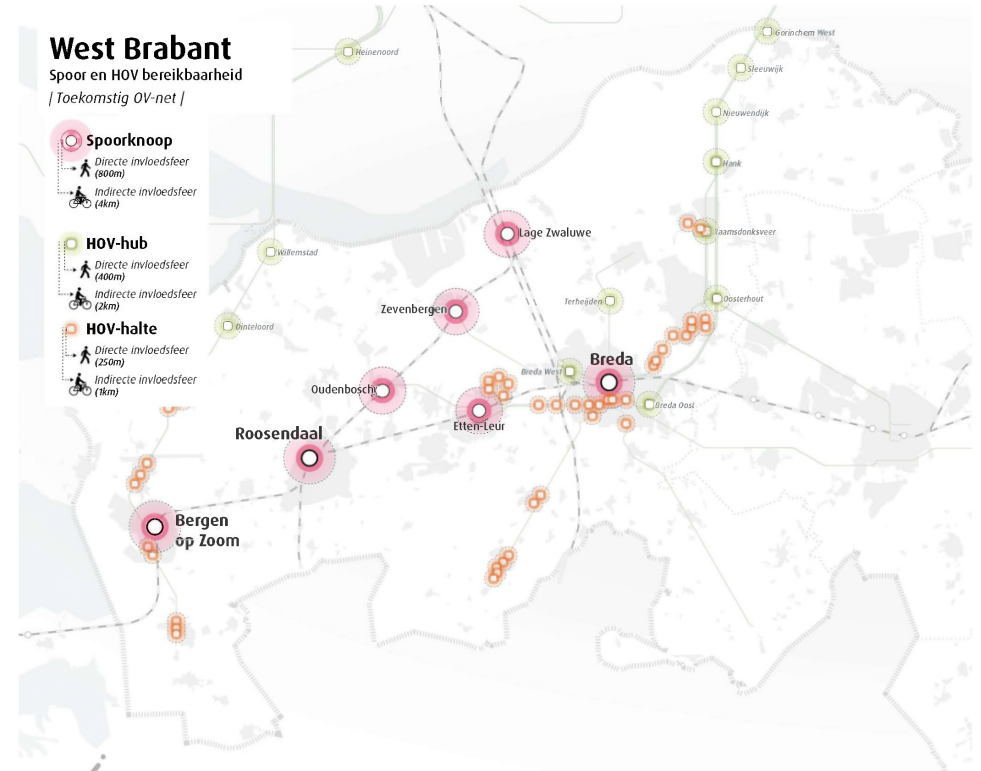 West Brabant
Spoor en HOV bereikbaarheid
| Toekomstig OV-net |
Spoorknoop
Directe invloedsfeer
(800m)
Indirecte invloedsfeer
(4km)
HOV-hub
Directe invloedsfeer
(400m)
Indirecte invloedsfeer
(2km)
HOV-halte
Directe invloedsfeer
(250m)
Indirecte invloedsfeer
(1km)
Heinenoord
Gorinchem West
Sleeuwijk
Nieuwendijk
Hank
Raamsdonksveer
Lage Zwaluwe
Willemstad
Terheijden
Oosterhout
Zevenbergen
Dinteloord
Breda West
Breda
Oudenbosch
Breda Oost
Etten-Leur
Roosendaal
Bergen
op Zoom